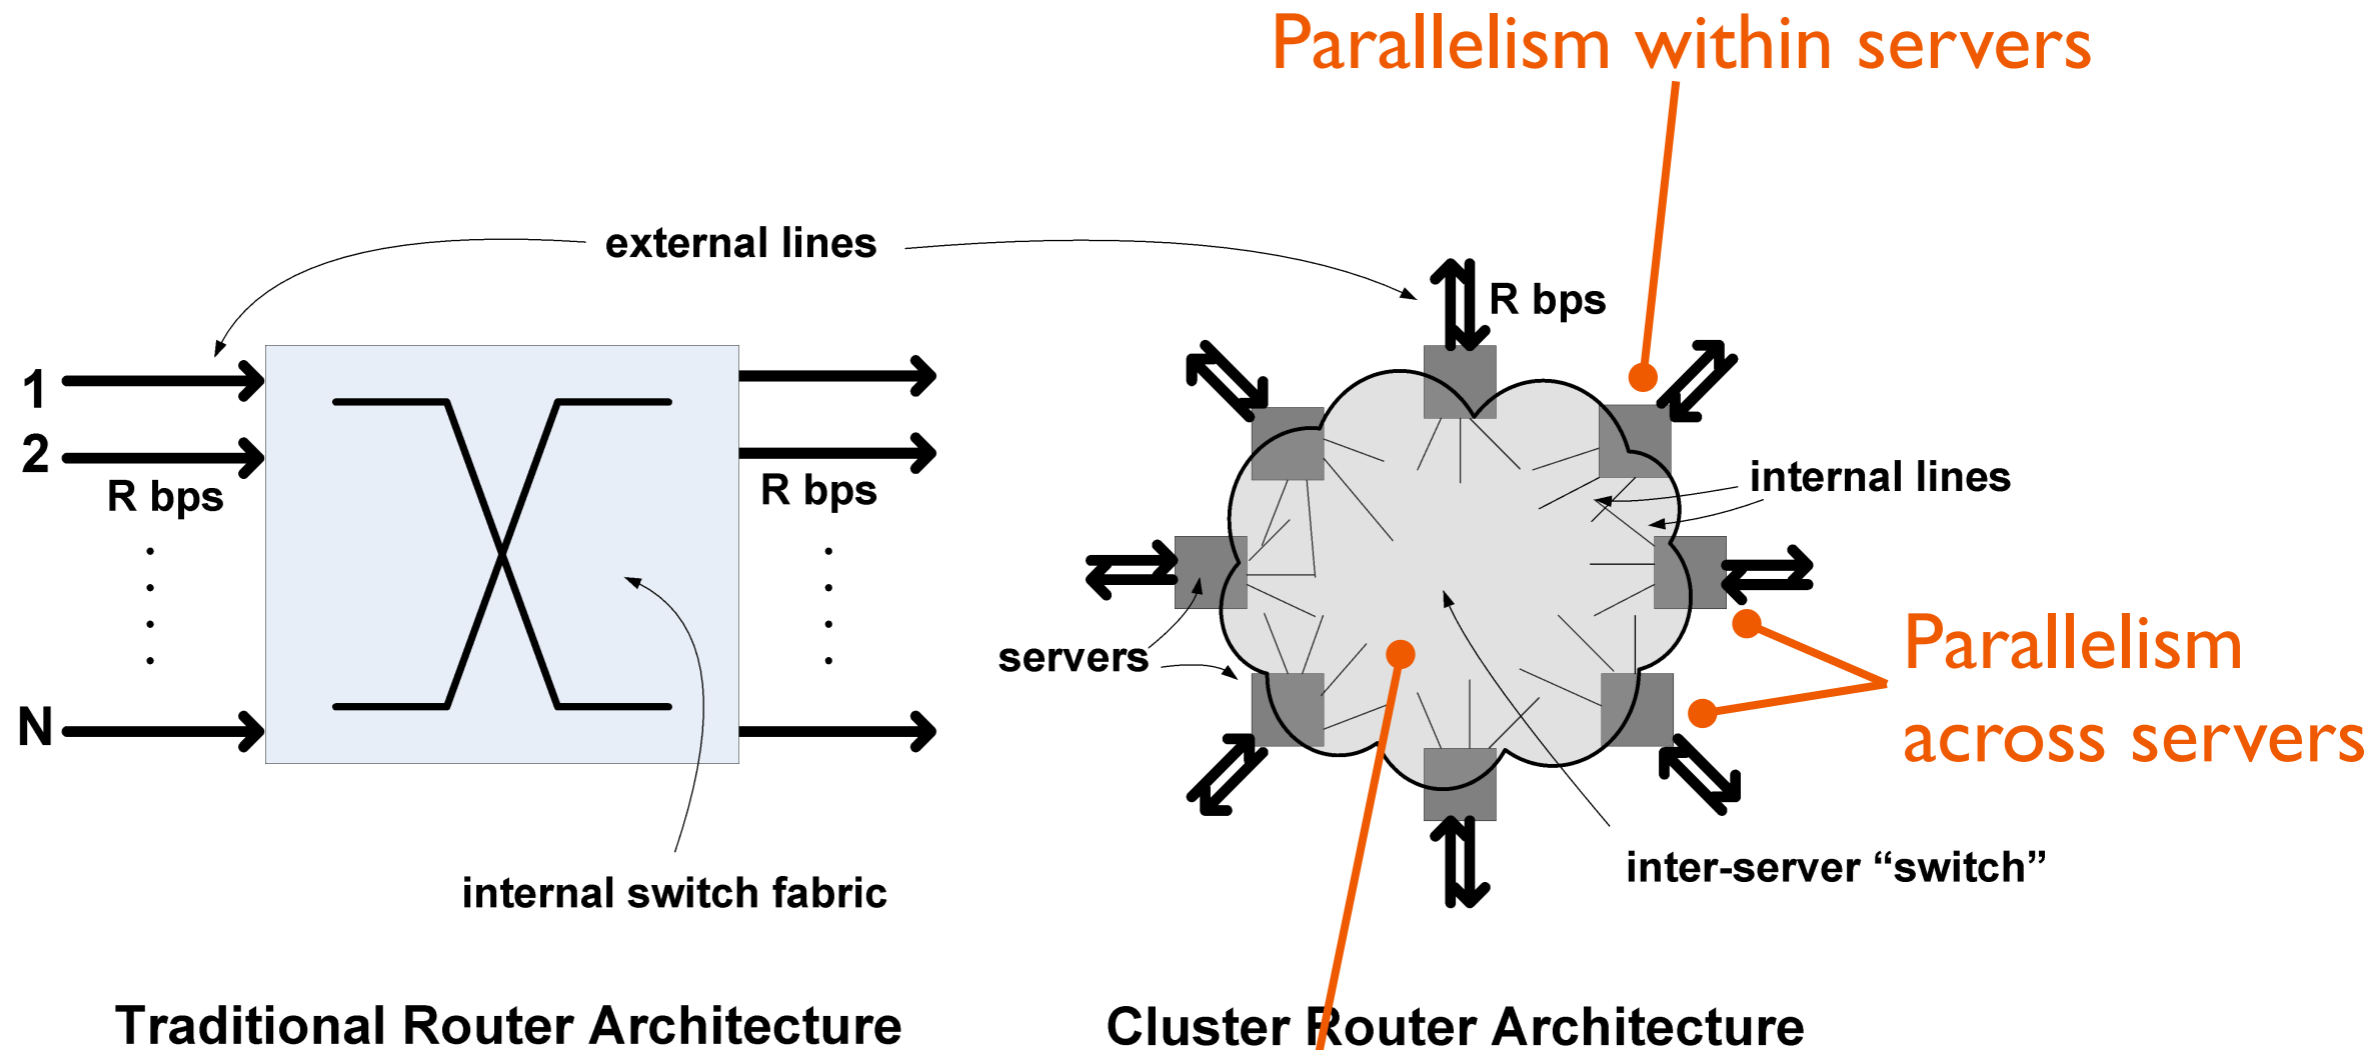 Parallelism within servers
external lines
R bps
1
2
R bps
R bps
internal lines
servers
Parallelism
across servers
N
inter-server “switch”
internal switch fabric
Traditional Router Architecture
Cluster Router Architecture